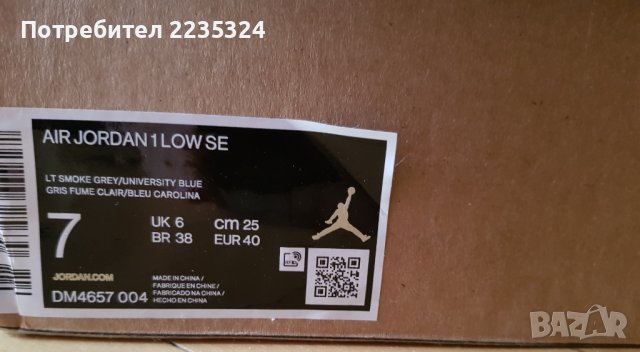 Потребител 2235324
AIR JORDAN 1 LOW SE
LT SMOKE GREY/UNIVERSITY BLUE
GRIS FUME CLAIR/BLEU CAROLINA
7
UK 6 cm 25
BR 38 EUR 40
JORDAN.COM
DM4657 004
MADE IN CHINA /
FABRIQUE EN CHINE /
FABRICADO NA CHINA /
HECHO EN CHINA
BAZAR